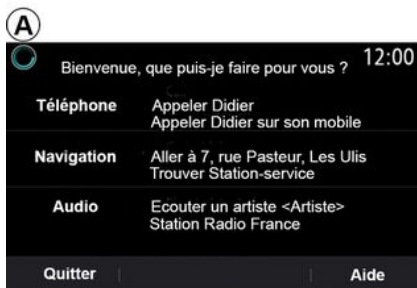 A
12:00
Bienvenue, que puis-je faire pour vous ?
Téléphone
Appeler Didier
Appeler Didier sur son mobile
Navigation
Aller à 7, rue Pasteur, Les Ulis
Trouver Station-service
Audio
Ecouter un artiste <Artiste>
Station Radio France
Quitter
Aide